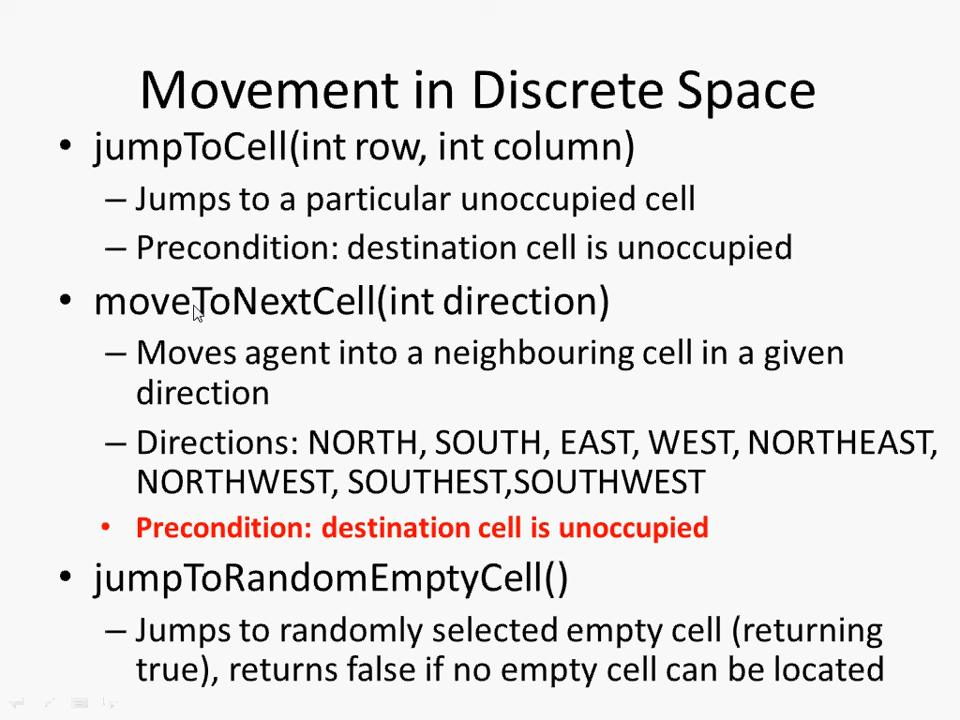 Movement in Discrete Space
• jumpToCell(int row, int column)
– Jumps to a particular unoccupied cell
– Precondition: destination cell is unoccupied
• moveToNextCell(int direction)
– Moves agent into a neighbouring cell in a given
direction
– Directions: NORTH, SOUTH, EAST, WEST, NORTHEAST,
NORTHWEST, SOUTHEST,SOUTHWEST
• Precondition: destination cell is unoccupied
• jumpToRandomEmptyCell()
– Jumps to randomly selected empty cell (returning
true), returns false if no empty cell can be located